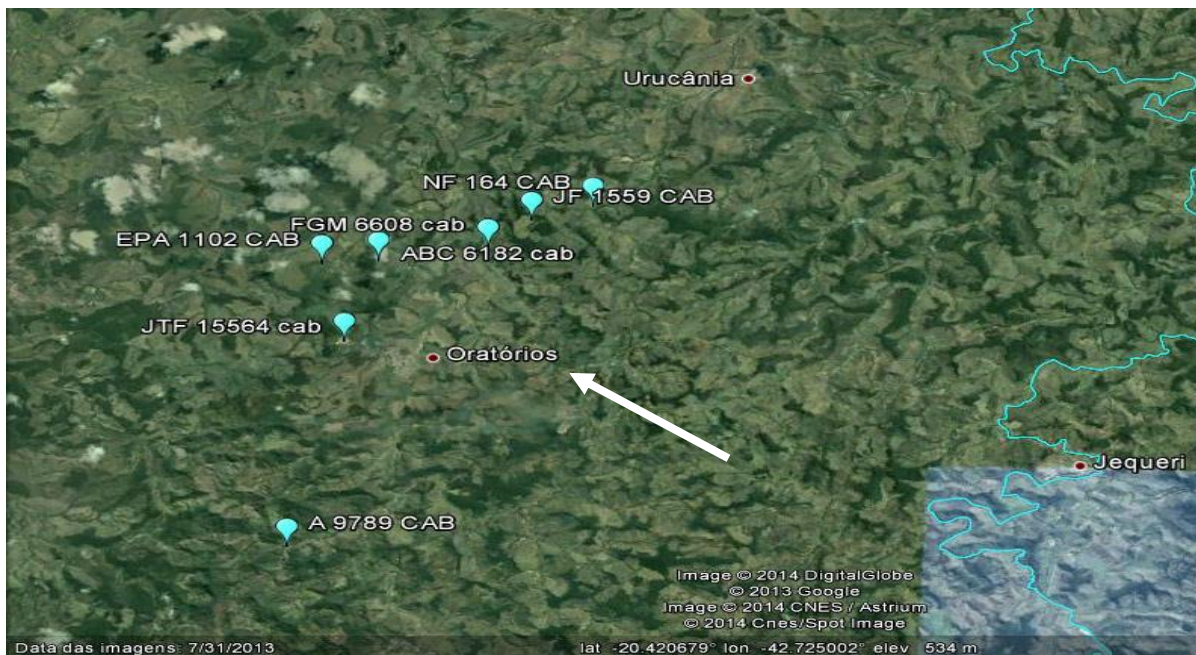 Urucânia
NF 164 CAB
JF 1559 CAB
FGM 6608 cab
EPA 1102 CAB
ABC 6182 cab
JTF 15564 cab
Oratórios
Jequeri
A 9789 CAB
Image © 2014 DigitalGlobe
© 2013 Google
Image © 2014 CNES / Astrium
© 2014 Cnes/Spot Image
Data das imagens: 7/31/2013 lat -20.420679° lon -42.725002° elev 534 m